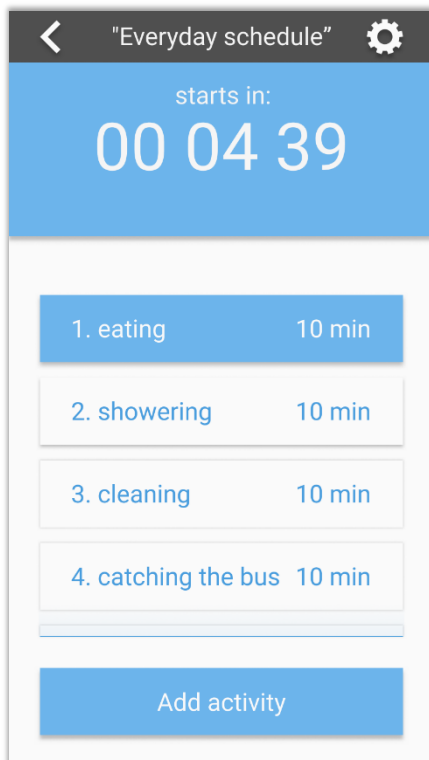 "Everyday schedule”
starts in:
00 04 39
1. eating 10 min
2. showering 10 min
3. cleaning 10 min
4. catching the bus 10 min
Add activity